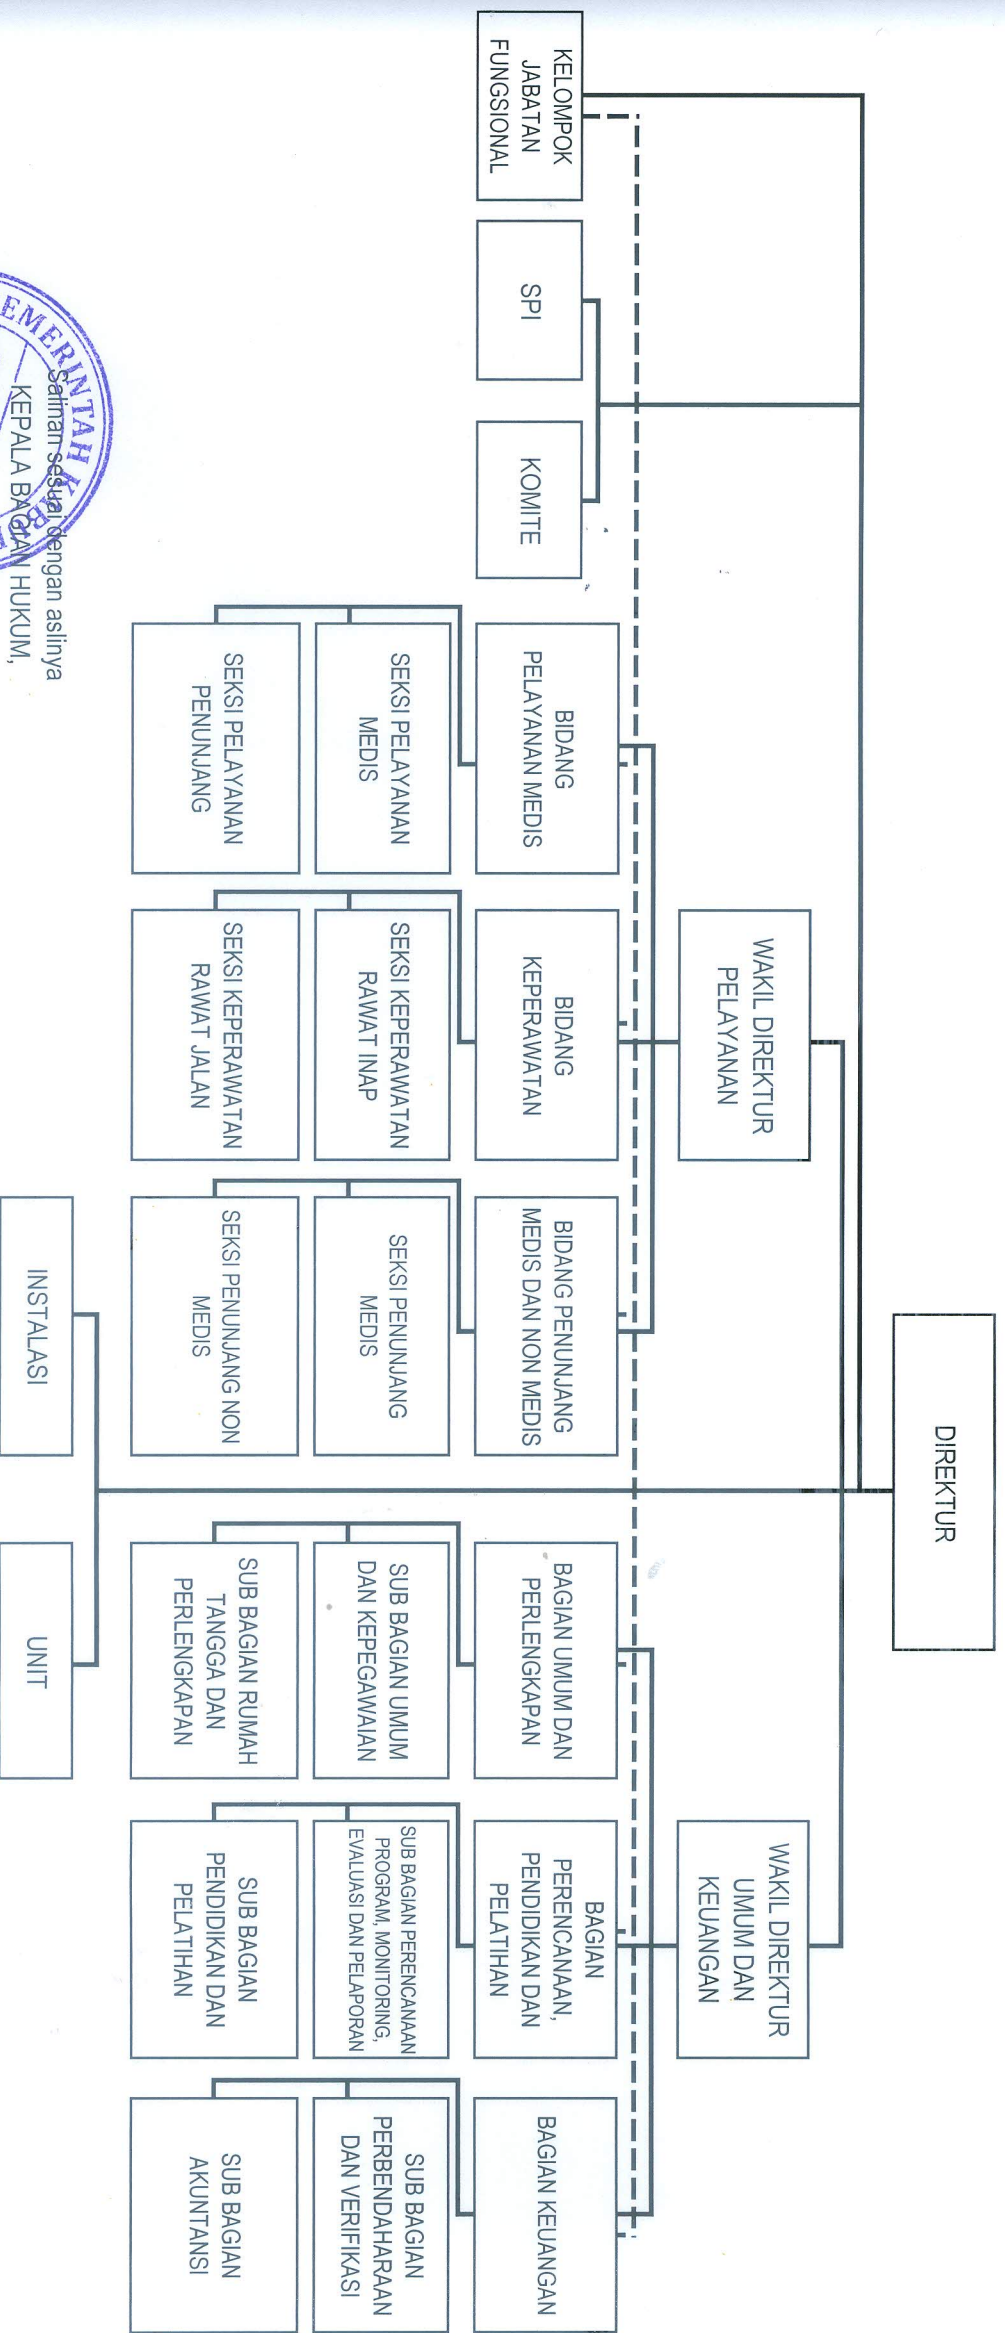 DIREKTUR
WAKIL DIREKTUR
PELAYANAN
WAKIL DIREKTUR
UMUM DAN
KEUANGAN
KELOMPOK
JABATAN
FUNGSIONAL
SPI
KOMITE
BIDANG
PELAYANAN MEDIS
BIDANG
KEPERAWATAN
BIDANG PENUNJANG
MEDIS DAN NON MEDIS
BAGIAN UMUM DAN
PERLENGKAPAN
BAGIAN
PERENCANAAN,
PENDIDIKAN DAN
PELATIHAN
BAGIAN KEUANGAN
SEKSI PELAYANAN
MEDIS
SEKSI KEPERAWATAN
RAWAT INAP
SEKSI PENUNJANG
MEDIS
SUB BAGIAN UMUM
DAN KEPEGAWAIAN
SUB BAGIAN PERENCANAAN
PROGRAM, MONITORING,
EVALUASI DAN PELAPORAN
SUB BAGIAN
PERBENDAHARAAN
DAN VERIFIKASI
SEKSI PELAYANAN
PENUNJANG
SEKSI KEPERAWATAN
RAWAT JALAN
SEKSI PENUNJANG NON
MEDIS
SUB BAGIAN RUMAH
TANGGA DAN
PERLENGKAPAN
SUB BAGIAN
PENDIDIKAN DAN
PELATIHAN
SUB BAGIAN
AKUNTANSI
INSTALASI
UNIT
Salinan sesuai dengan aslinya
KEPALA BAGIAN HUKUM,
EMERINTAH KAB